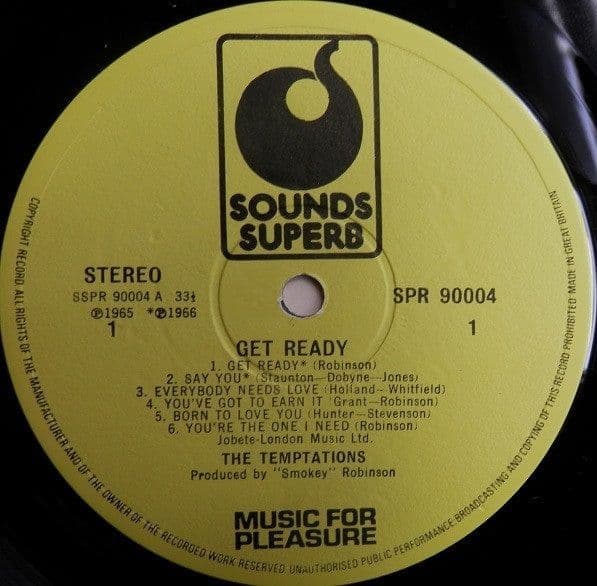 SOUNDS
SUPERB
STEREO
SSPR 90004 A 33⅓
℗1965 *℗1966
1
SPR 90004
1
GET READY
1. GET READY* (Robinson)
2. SAY YOU* (Staunton—Dobyne—Jones)
3. EVERYBODY NEEDS LOVE (Holland—Whitfield)
4. YOU'VE GOT TO EARN IT (Grant—Robinson)
5. BORN TO LOVE YOU (Hunter—Stevenson)
6. YOU'RE THE ONE I NEED (Robinson)
Jobete-London Music Ltd.
THE TEMPTATIONS
Produced by "Smokey" Robinson
MUSIC FOR
PLEASURE
COPYRIGHT RECORD. ALL RIGHTS OF THE MANUFACTURER AND OF THE OWNER OF THE RECORDED WORK RESERVED. UNAUTHORISED PUBLIC PERFORMANCE, BROADCASTING AND COPYING OF THIS RECORD PROHIBITED MADE IN GREAT BRITAIN